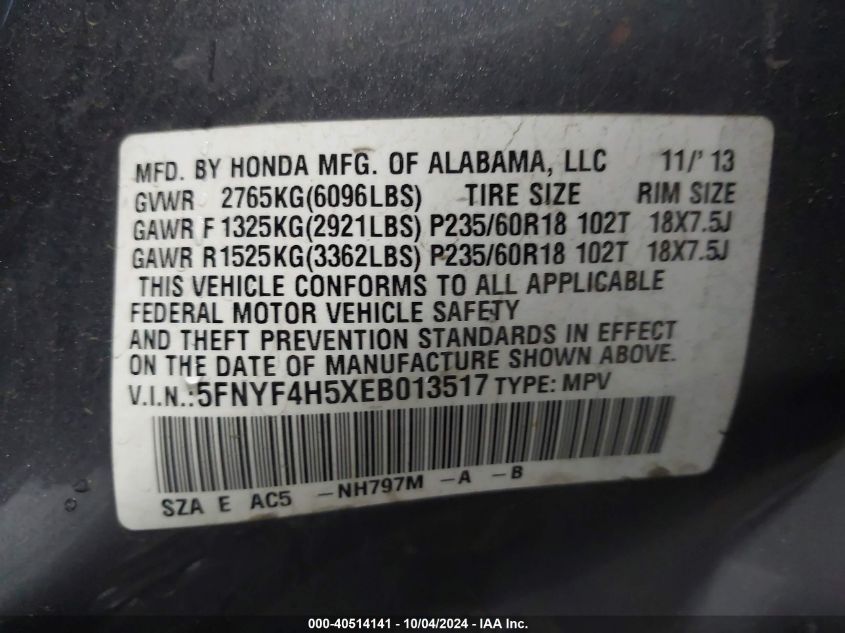 MFD. BY HONDA MFG. OF ALABAMA, LLC 11/'13
GVWR 2765KG(6096LBS) TIRE SIZE RIM SIZE
GAWR F 1325KG(2921LBS) P235/60R18 102T 18X7.5J
GAWR R1525KG(3362LBS) P235/60R18 102T 18X7.5J
THIS VEHICLE CONFORMS TO ALL APPLICABLE
FEDERAL MOTOR VEHICLE SAFETY
AND THEFT PREVENTION STANDARDS IN EFFECT
ON THE DATE OF MANUFACTURE SHOWN ABOVE.
V.I.N.:5FNYF4H5XEB013517 TYPE: MPV
SZA E AC5 -NH797M -A -B
000-40514141 - 10/04/2024 - IAA Inc.